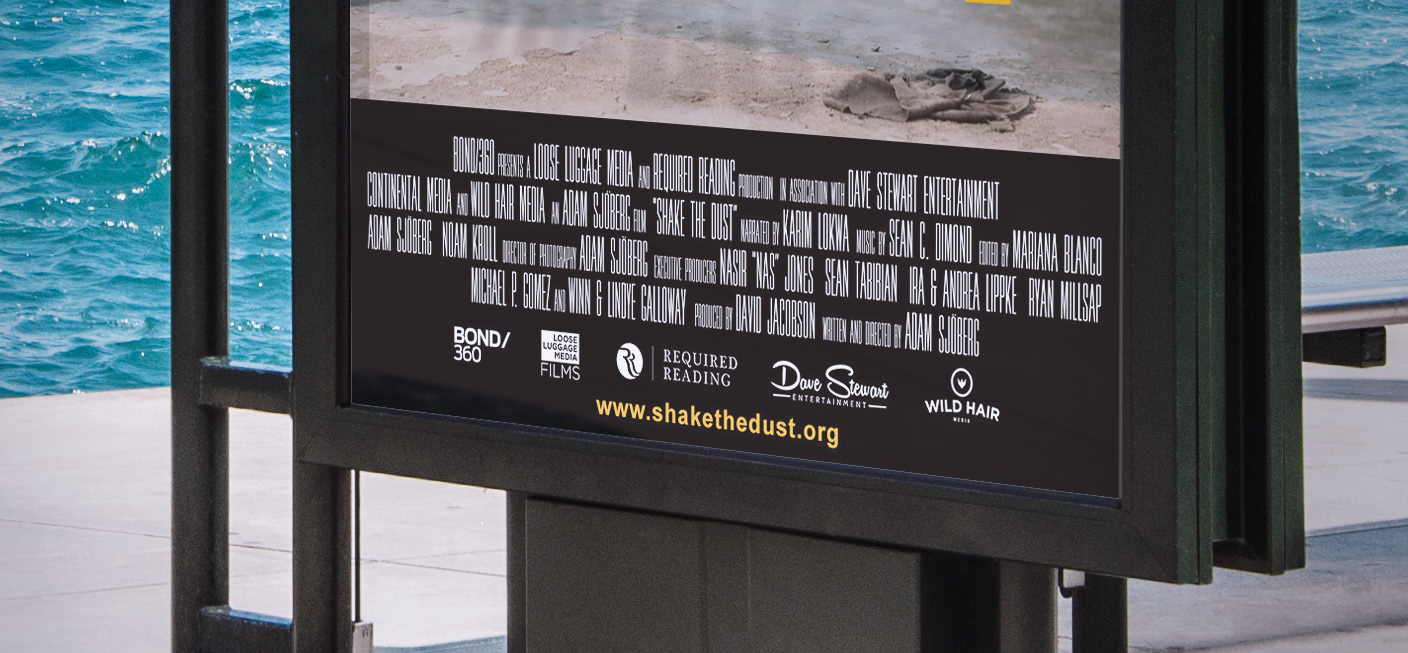 BOND/360 PRESENTS A LOOSE LUGGAGE MEDIA AND REQUIRED READING PRODUCTION IN ASSOCIATION WITH DAVE STEWART ENTERTAINMENT
CONTINENTAL MEDIA AND WILD HAIR MEDIA AN ADAM SJÖBERG FILM "SHAKE THE DUST" NARRATED BY KARIM LOKWA MUSIC BY SEAN C. DIMOND EDITED BY MARIANA BLANCO
ADAM SJÖBERG NOAM KROLL DIRECTOR OF PHOTOGRAPHY ADAM SJÖBERG EXECUTIVE PRODUCERS NASIR "NAS" JONES SEAN TABIBIAN IRA & ANDREA LIPPKE RYAN MILLSAP
MICHAEL P. GOMEZ AND WINN & LINDYE GALLOWAY PRODUCED BY DAVID JACOBSON WRITTEN AND DIRECTED BY ADAM SJÖBERG
BOND/
360
LOOSE
LUGGAGE
MEDIA
FILMS
R
REQUIRED
READING
Dave Stewart
ENTERTAINMENT
WILD HAIR
MEDIA
www.shakethedust.org